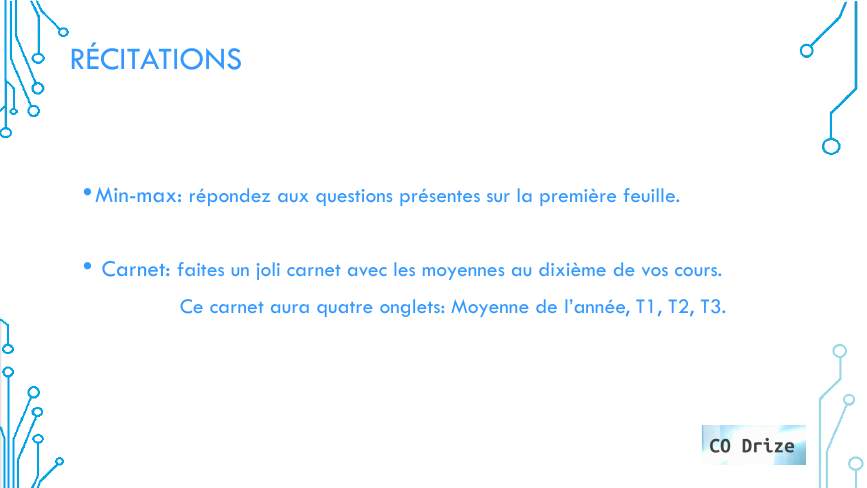 RÉCITATIONS
• Min-max: répondez aux questions présentes sur la première feuille.
• Carnet: faites un joli carnet avec les moyennes au dixième de vos cours.
Ce carnet aura quatre onglets: Moyenne de l'année, T1, T2, T3.
CO Drize